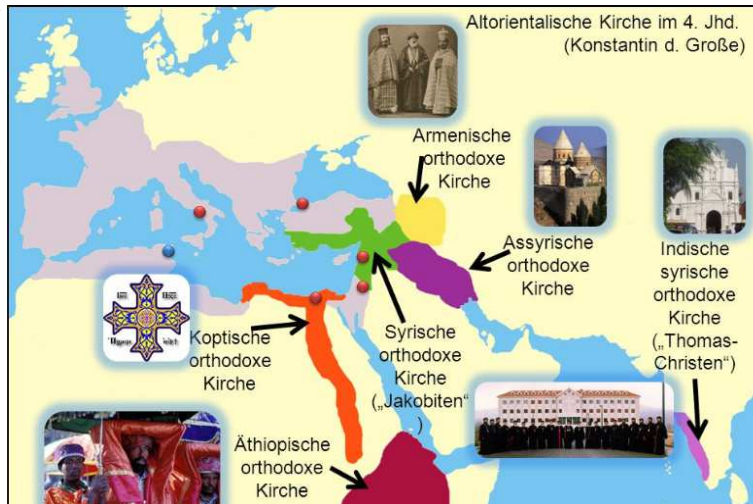 Altorientalische Kirche im 4. Jhd.
(Konstantin d. Große)
Armenische
orthodoxe
Kirche
Assyrische
orthodoxe
Kirche
Indische
syrische
orthodoxe
Kirche
(„Thomas-
Christen“)
Koptische
orthodoxe
Kirche
Syrische
orthodoxe
Kirche
(„Jakobiten“
)
Äthiopische
orthodoxe
Kirche